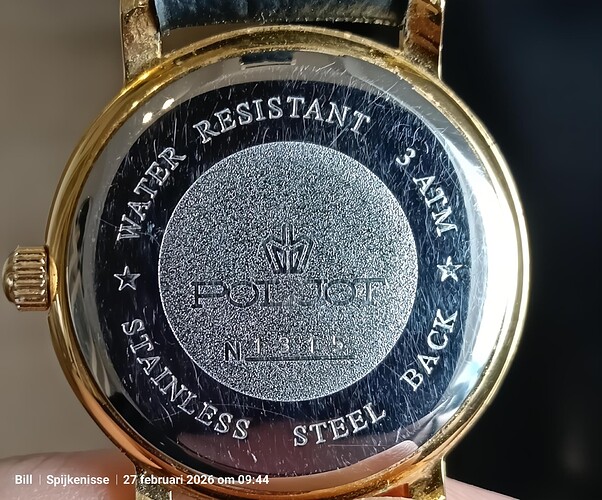 WATER RESISTANT 3 ATM
POLJOT
N 1315
STAINLESS STEEL BACK
Bill | Spijkenisse | 27 februari 2026 om 09:44